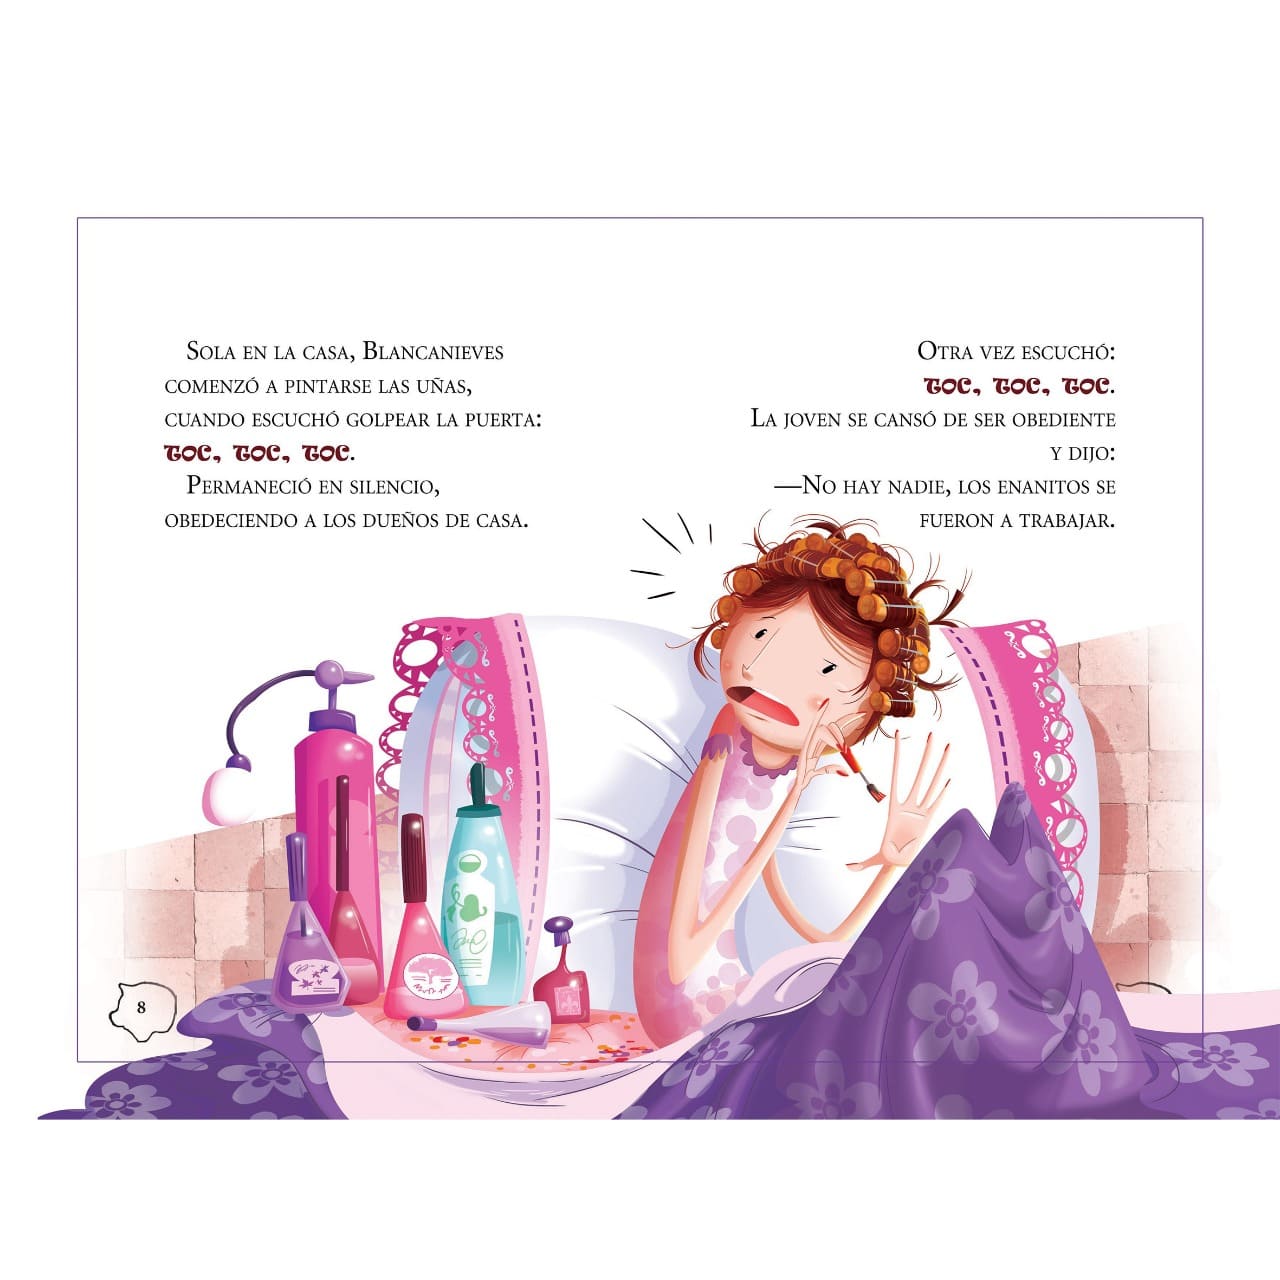 Sola en la casa, Blancanieves
comenzó a pintarse las uñas,
cuando escuchó golpear la puerta:
toc, toc, toc.
Permaneció en silencio,
obedeciendo a los dueños de casa.
Otra vez escuchó:
toc, toc, toc.
La joven se cansó de ser obediente
y dijo:
—No hay nadie, los enanitos se
fueron a trabajar.
8